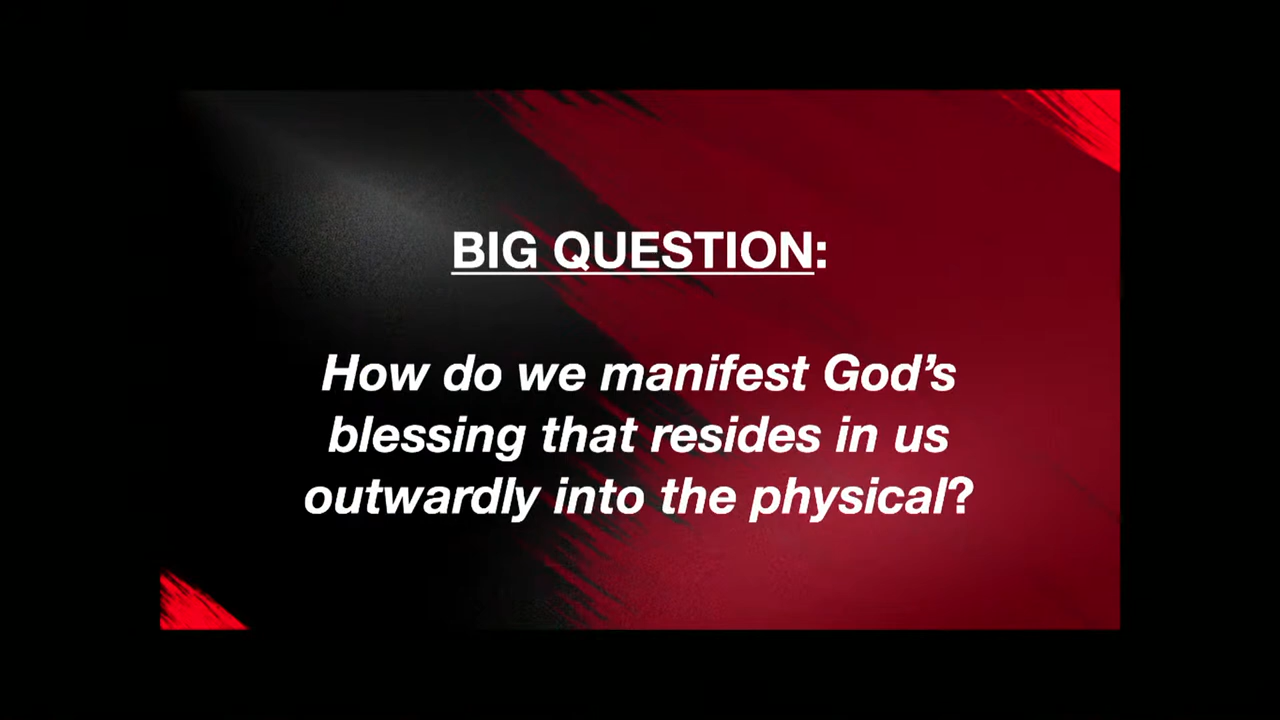 BIG QUESTION:
How do we manifest God’s
blessing that resides in us
outwardly into the physical?